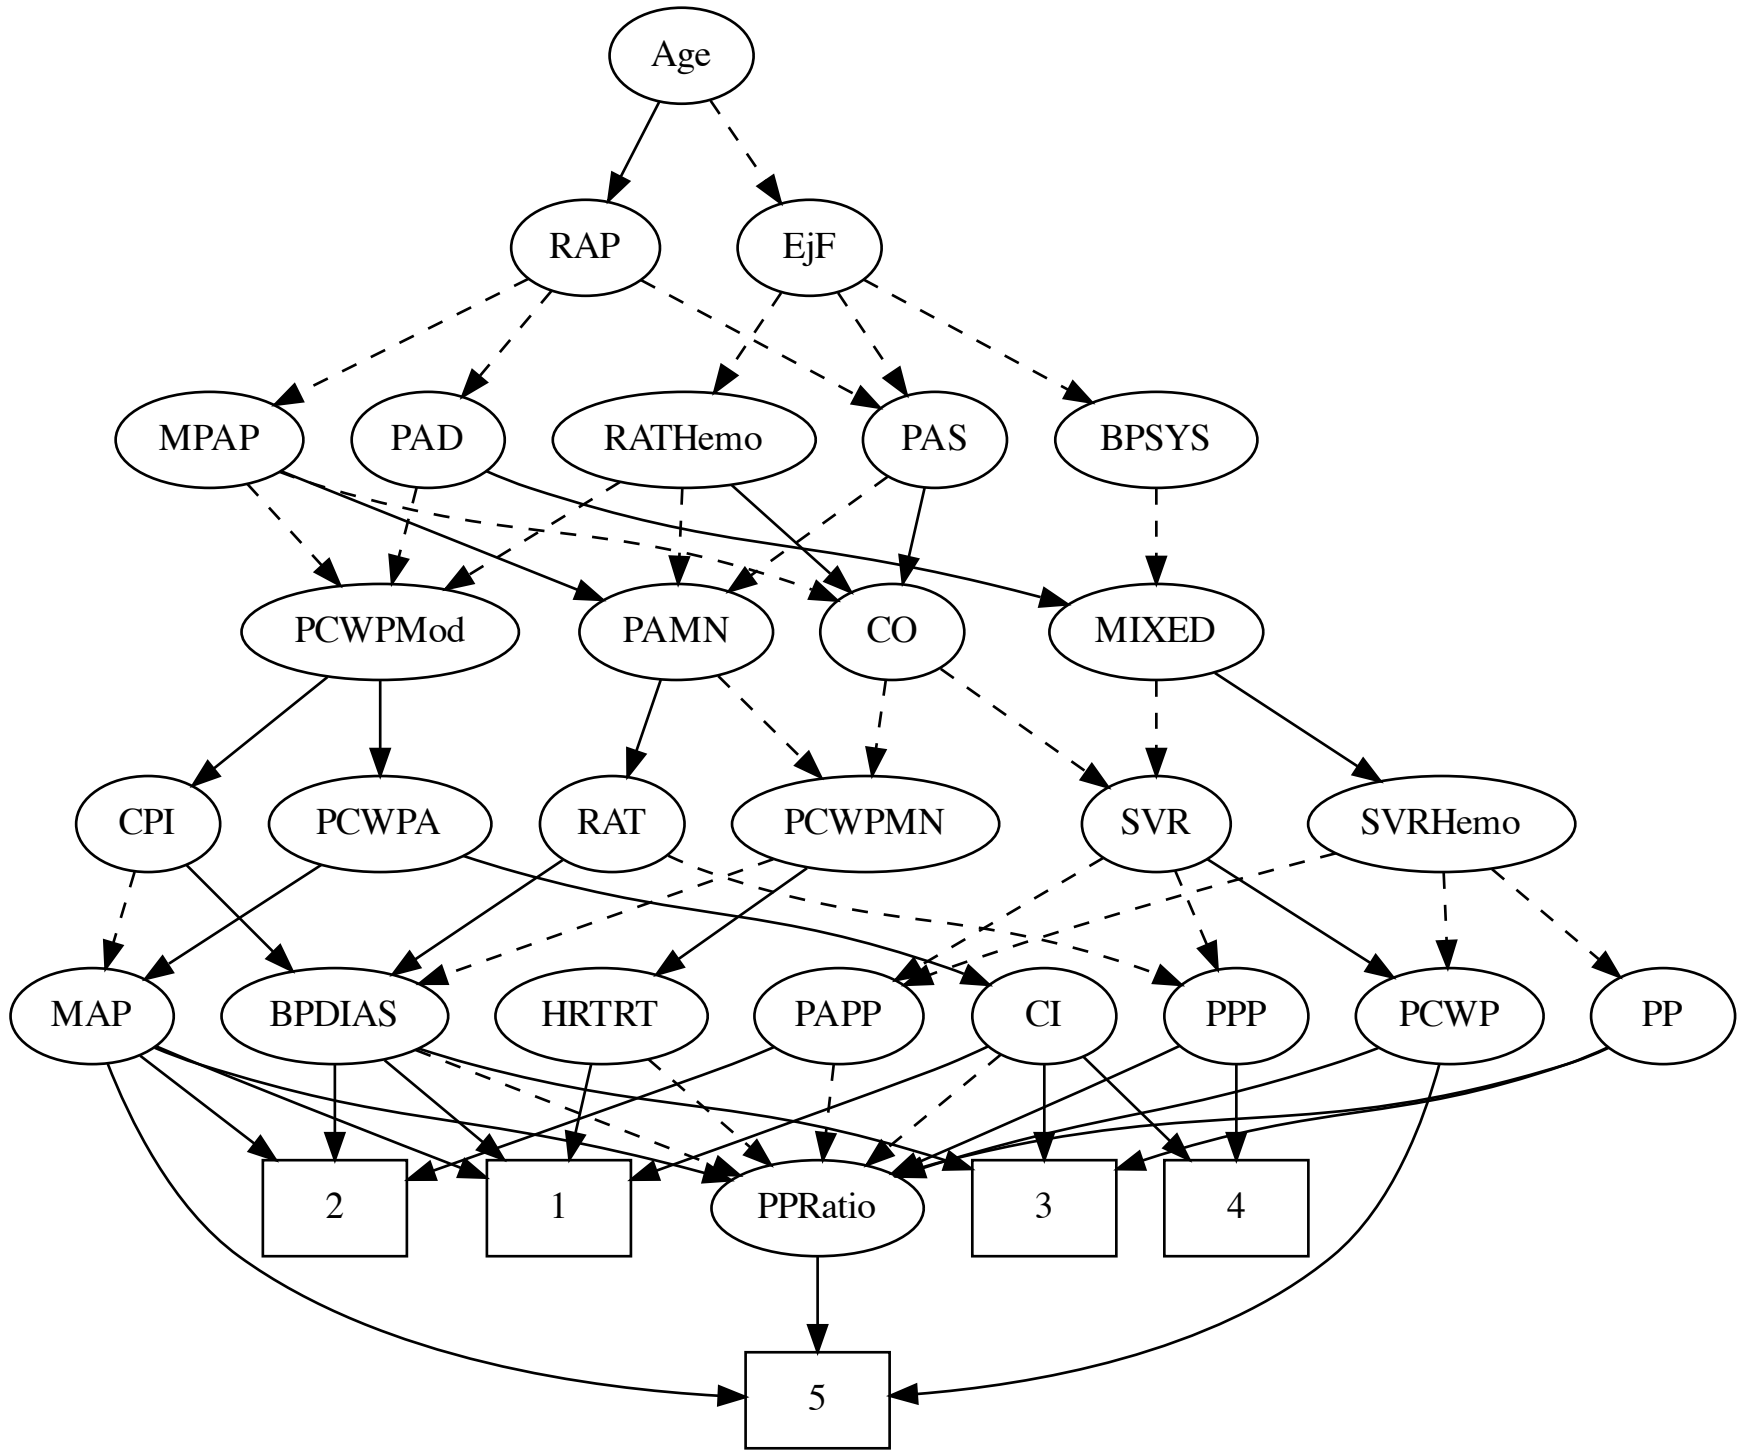 Age
RAP EjF
MPAP PAD RATHemo PAS BPSYS
PCWPMod PAMN CO MIXED
CPI PCWPA RAT PCWPMN SVR SVRHemo
MAP BPDIAS HRTRT PAPP CI PPP PCWP PP
2 1 PPRatio 3 4
5